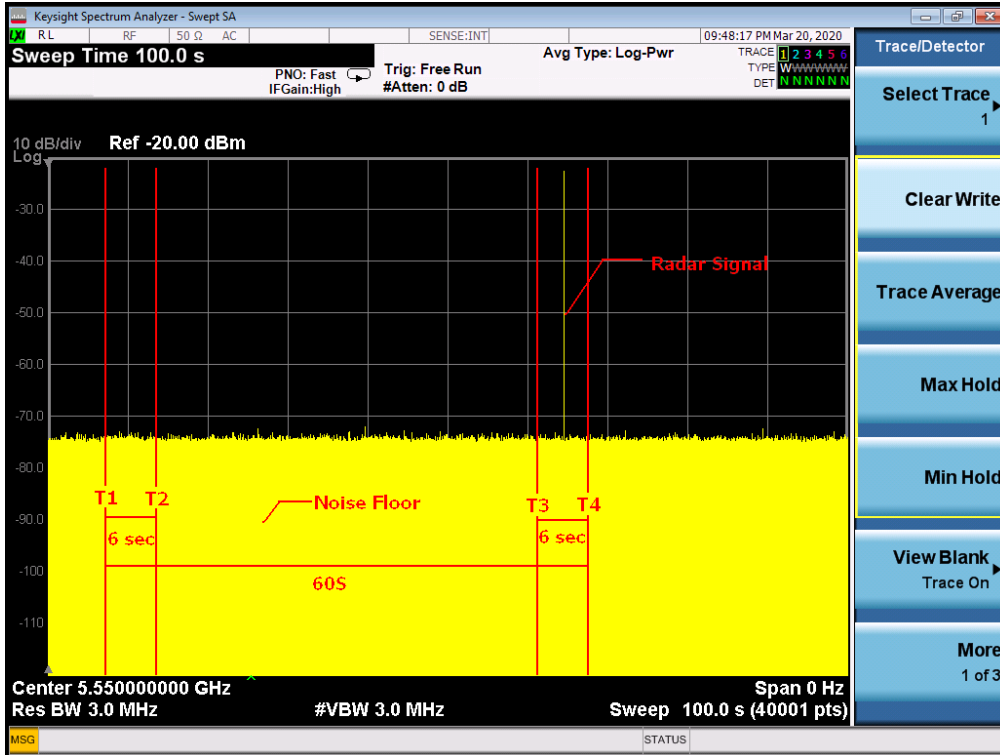 Keysight Spectrum Analyzer - Swept SA
LXI RL RF 50 Ω AC SENSE:INT 09:48:17 PM Mar 20, 2020
Sweep Time 100.0 s
PNO: Fast
IFGain:High
Trig: Free Run
#Atten: 0 dB
Avg Type: Log-Pwr
TRACE 1 2 3 4 5 6
TYPE WWWWWW
DET N N N N N N
10 dB/div Ref -20.00 dBm
Log
-30.0
-40.0
-50.0
-60.0
-70.0
-80.0
-90.0
-100
-110
Radar Signal
T1 T2
Noise Floor
T3 T4
6 sec
6 sec
60S
Center 5.550000000 GHz Span 0 Hz
Res BW 3.0 MHz #VBW 3.0 MHz Sweep 100.0 s (40001 pts)
MSG STATUS
Trace/Detector
Select Trace
1
Clear Write
Trace Average
Max Hold
Min Hold
View Blank
Trace On
More
1 of 3